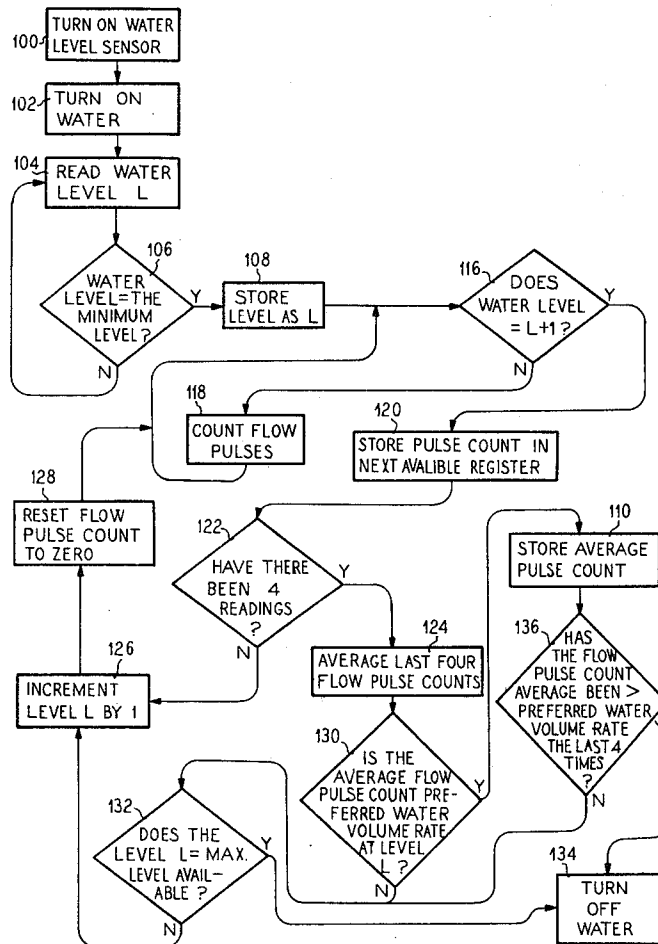 100
TURN ON WATER
LEVEL SENSOR
102
TURN ON
WATER
104
READ WATER
LEVEL L
106
WATER
LEVEL=THE
MINIMUM
LEVEL?
Y
N
108
STORE
LEVEL AS L
116
DOES
WATER LEVEL
= L+1?
Y
N
118
COUNT FLOW
PULSES
120
STORE PULSE COUNT IN
NEXT AVALIBLE REGISTER
128
RESET FLOW
PULSE COUNT
TO ZERO
122
HAVE THERE
BEEN 4
READINGS
?
Y
N
110
STORE AVERAGE
PULSE COUNT
124
AVERAGE LAST FOUR
FLOW PULSE COUNTS
136
HAS
THE FLOW
PULSE COUNT
AVERAGE BEEN >
PREFERRED WATER
VOLUME RATE
THE LAST 4
TIMES
?
N
126
INCREMENT
LEVEL L BY 1
130
IS THE
AVERAGE FLOW
PULSE COUNT PRE-
FERRED WATER
VOLUME RATE
AT LEVEL
L ?
Y
N
132
DOES THE
LEVEL L=MAX.
LEVEL AVAIL-
ABLE ?
Y
N
134
TURN
OFF
WATER